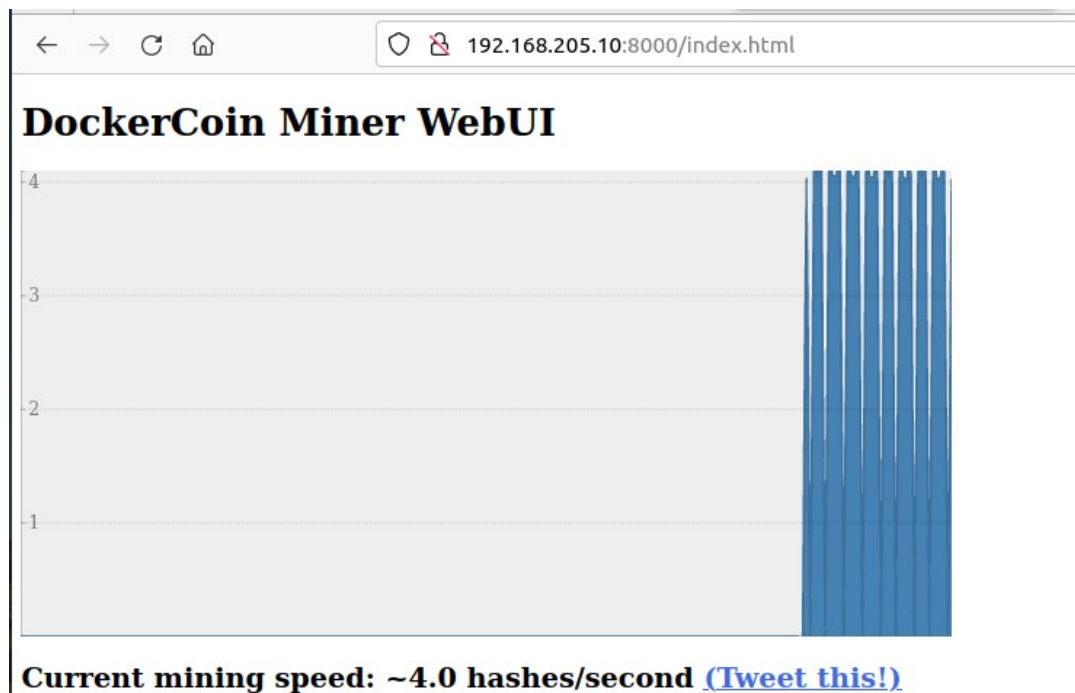 192.168.205.10:8000/index.html
DockerCoin Miner WebUI
4
3
2
1
Current mining speed: ~4.0 hashes/second (Tweet this!)